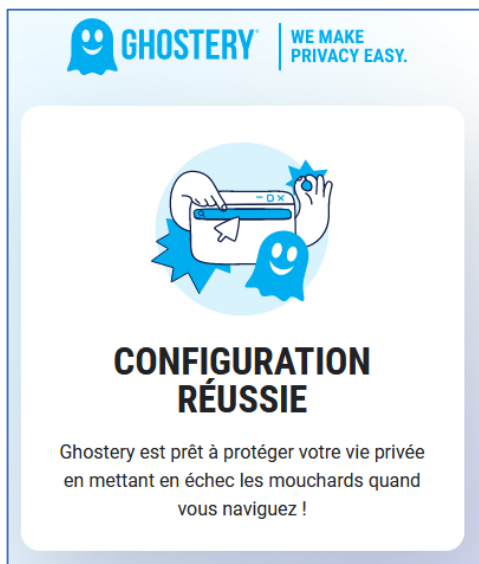 GHOSTERY
WE MAKE
PRIVACY EASY.
CONFIGURATION
RÉUSSIE
Ghostery est prêt à protéger votre vie privée
en mettant en échec les mouchards quand
vous naviguez !